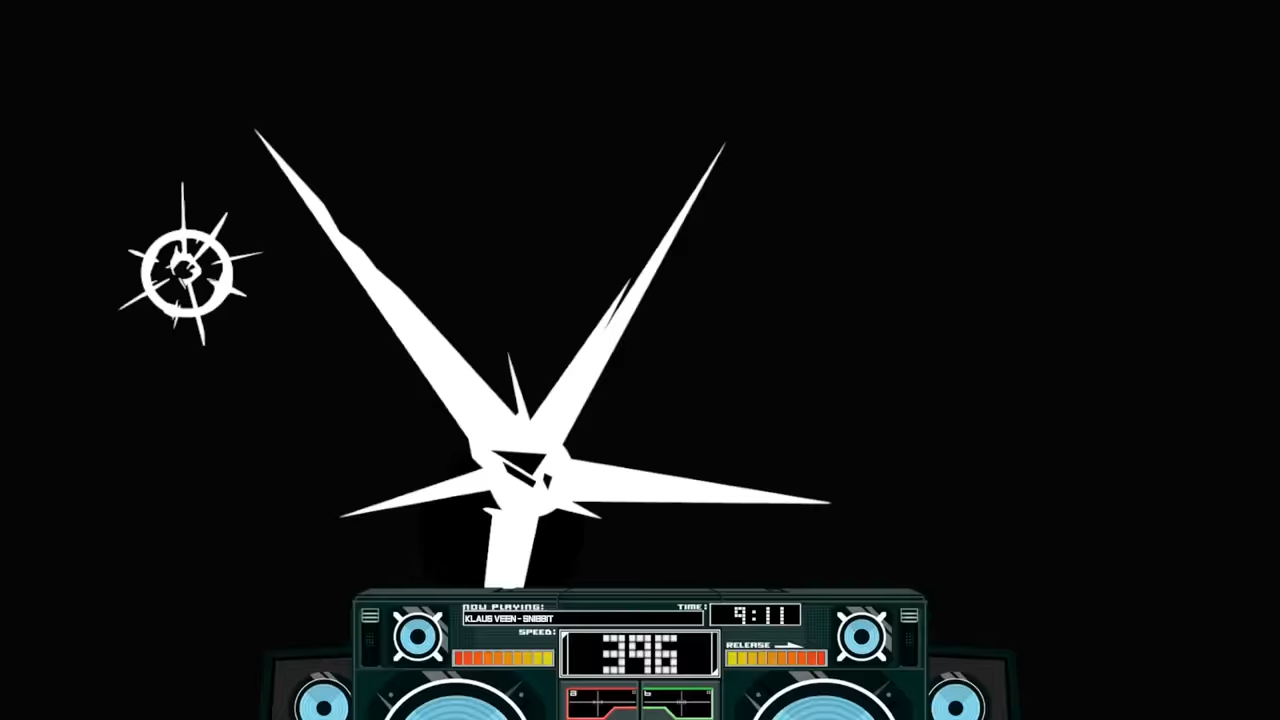 NOW PLAYING:
TIME:
9:11
KLAUS VEEN - SNIBBIT
SPEED:
396
RELEASE
a
b